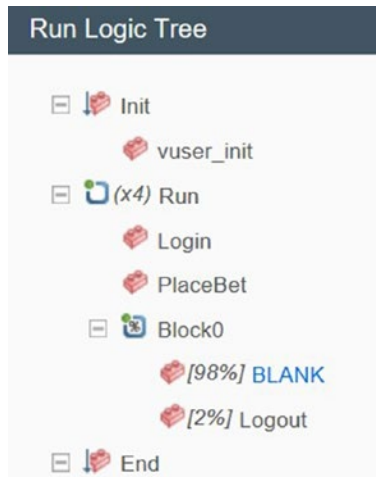 Run Logic Tree
Init
vuser_init
(x4) Run
Login
PlaceBet
Block0
[98%] BLANK
[2%] Logout
End